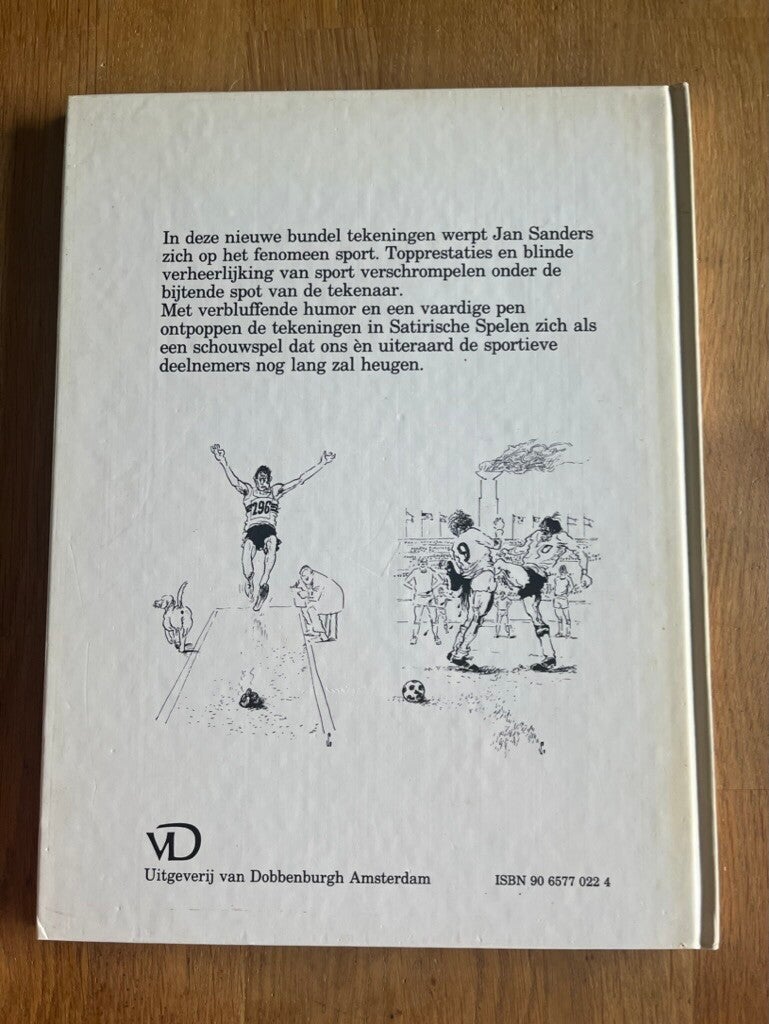 In deze nieuwe bundel tekeningen werpt Jan Sanders
zich op het fenomeen sport. Topprestaties en blinde
verheerlijking van sport verschrompelen onder de
bijtende spot van de tekenaar.
Met verbluffende humor en een vaardige pen
ontpoppen de tekeningen in Satirische Spelen zich als
een schouwspel dat ons èn uiteraard de sportieve
deelnemers nog lang zal heugen.
296
9
VD
Uitgeverij van Dobbenburgh Amsterdam
ISBN 90 6577 022 4